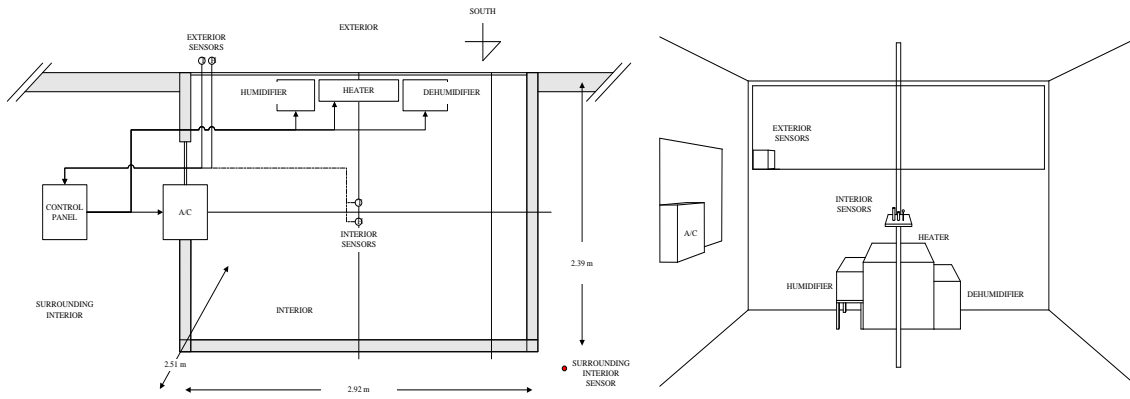 SOUTH
EXTERIOR
EXTERIOR
SENSORS
HUMIDIFIER
HEATER
DEHUMIDIFIER
CONTROL
PANEL
A/C
INTERIOR
SENSORS
2.39 m
SURROUNDING
INTERIOR
INTERIOR
2.51 m
2.92 m
SURROUNDING
INTERIOR
SENSOR
EXTERIOR
SENSORS
INTERIOR
SENSORS
A/C
HEATER
HUMIDIFIER
DEHUMIDIFIER